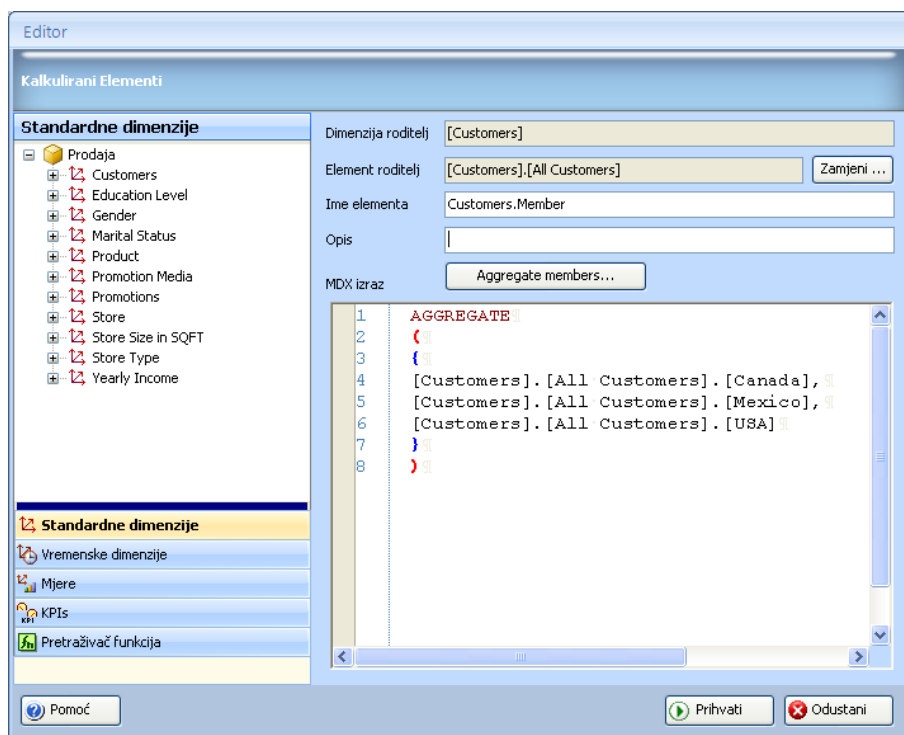 Editor
Kalkulirani Elementi
Standardne dimenzije
Prodaja
Customers
Education Level
Gender
Marital Status
Product
Promotion Media
Promotions
Store
Store Size in SQFT
Store Type
Yearly Income
Standardne dimenzije
Vremenske dimenzije
Mjere
KPI KPIs
fn Pretraživač funkcija
Dimenzija roditelj [Customers]
Element roditelj [Customers].[All Customers] Zamjeni ...
Ime elementa Customers.Member
Opis
MDX izraz Aggregate members...
1 AGGREGATE¶
2 (¶
3 {¶
4 [Customers].[All·Customers].[Canada],¶
5 [Customers].[All·Customers].[Mexico],¶
6 [Customers].[All·Customers].[USA]¶
7 }¶
8 )¶
? Pomoć
Prihvati
Odustani